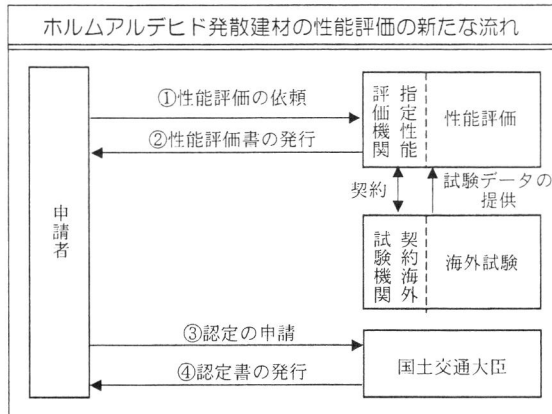 ホルムアルデヒド発散建材の性能評価の新たな流れ
申請者
①性能評価の依頼
②性能評価書の発行
指定性能
評価機関
性能評価
契約
試験データの
提供
契約海外
試験機関
海外試験
③認定の申請
④認定書の発行
国土交通大臣